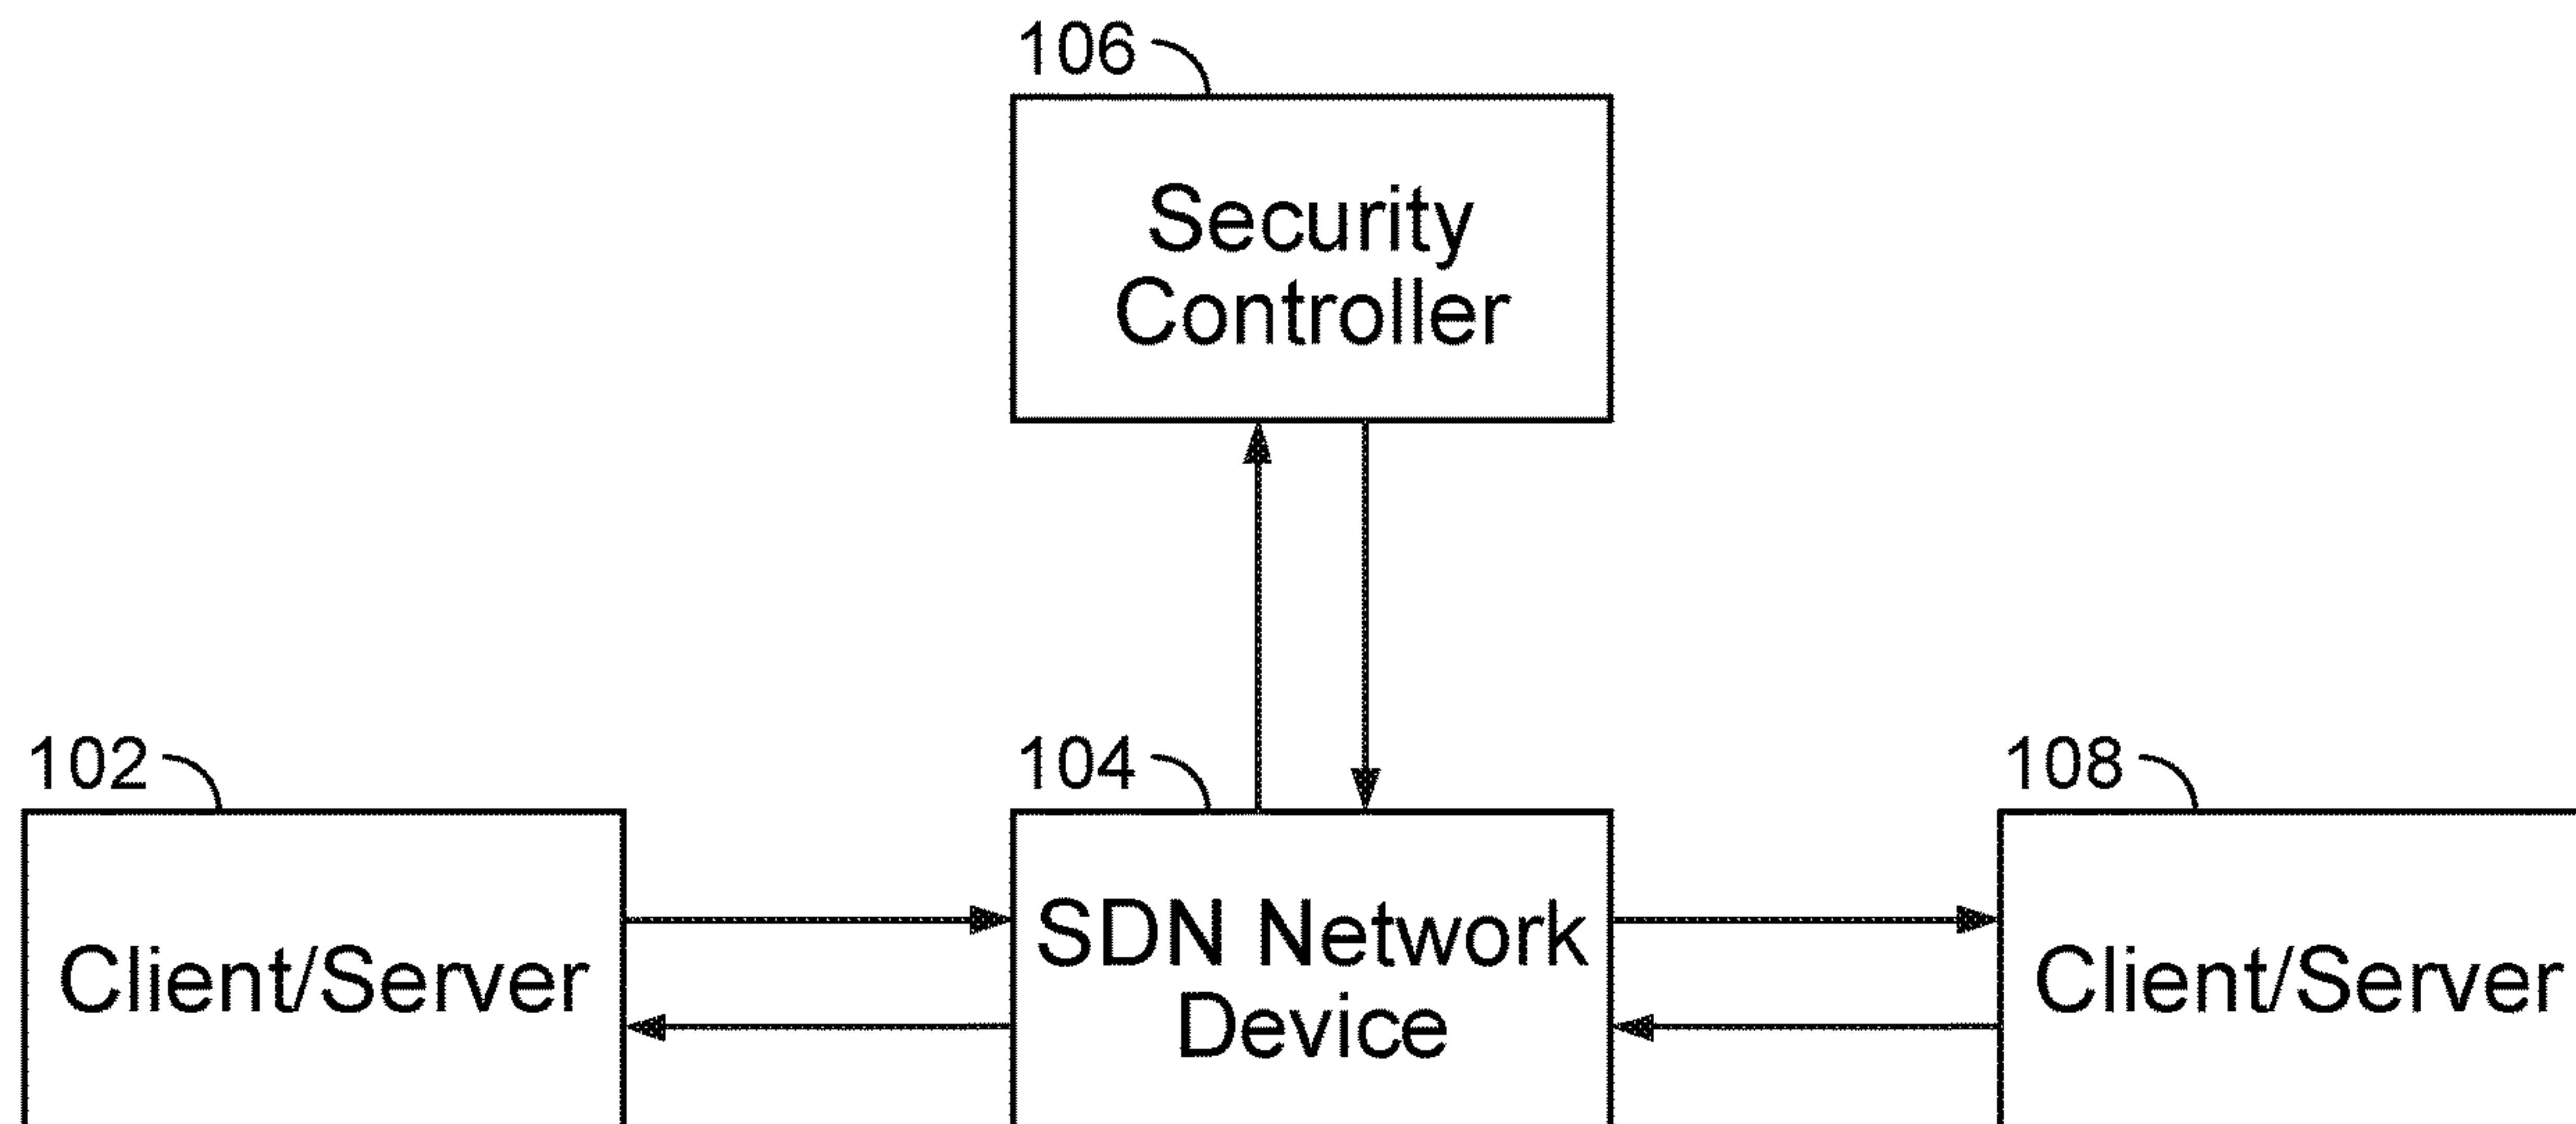 106
Security
Controller
102
104
108
Client/Server
SDN Network
Device
Client/Server